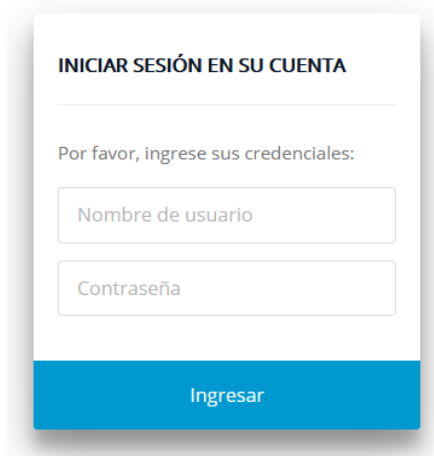 INICIAR SESIÓN EN SU CUENTA
Por favor, ingrese sus credenciales:
Nombre de usuario
Contraseña
Ingresar